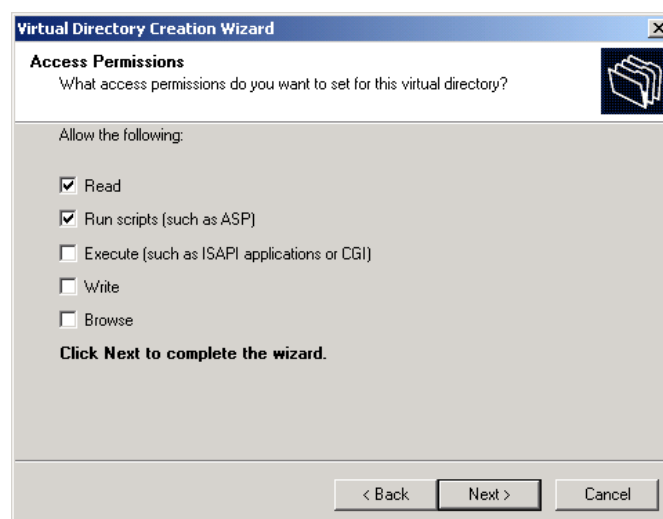 Virtual Directory Creation Wizard
Access Permissions
What access permissions do you want to set for this virtual directory?
Allow the following:
Read
Run scripts (such as ASP)
Execute (such as ISAPI applications or CGI)
Write
Browse
Click Next to complete the wizard.
< Back Next > Cancel